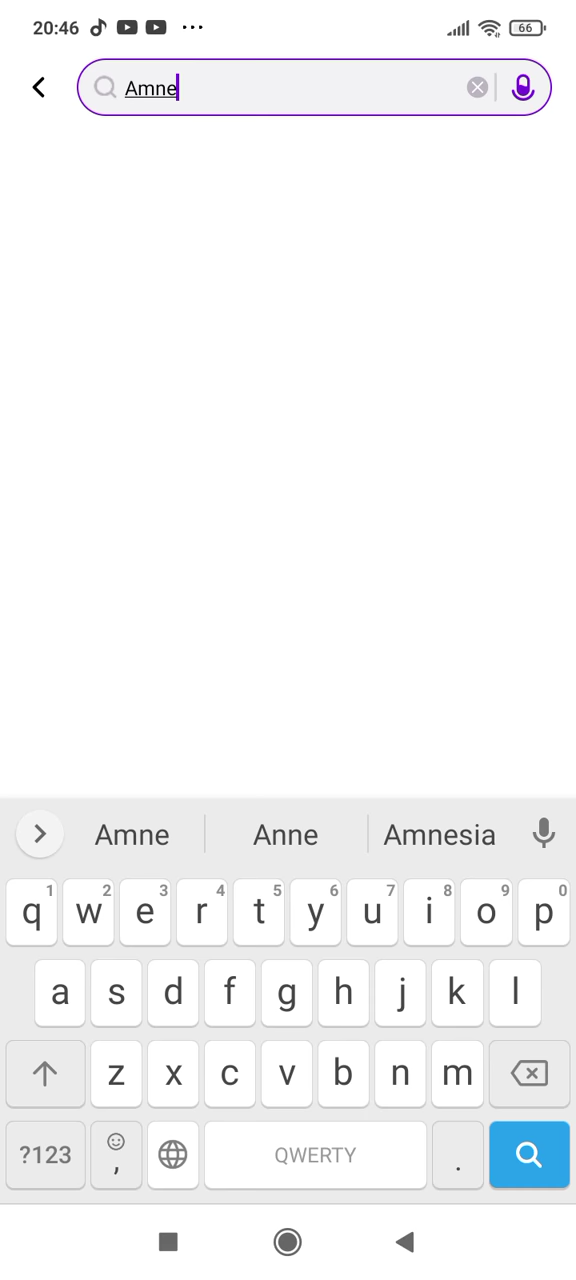 20:46 66
Amne
Amne Anne Amnesia
1 2 3 4 5 6 7 8 9 0
q w e r t y u i o p
a s d f g h j k l
z x c v b n m
?123 , QWERTY .